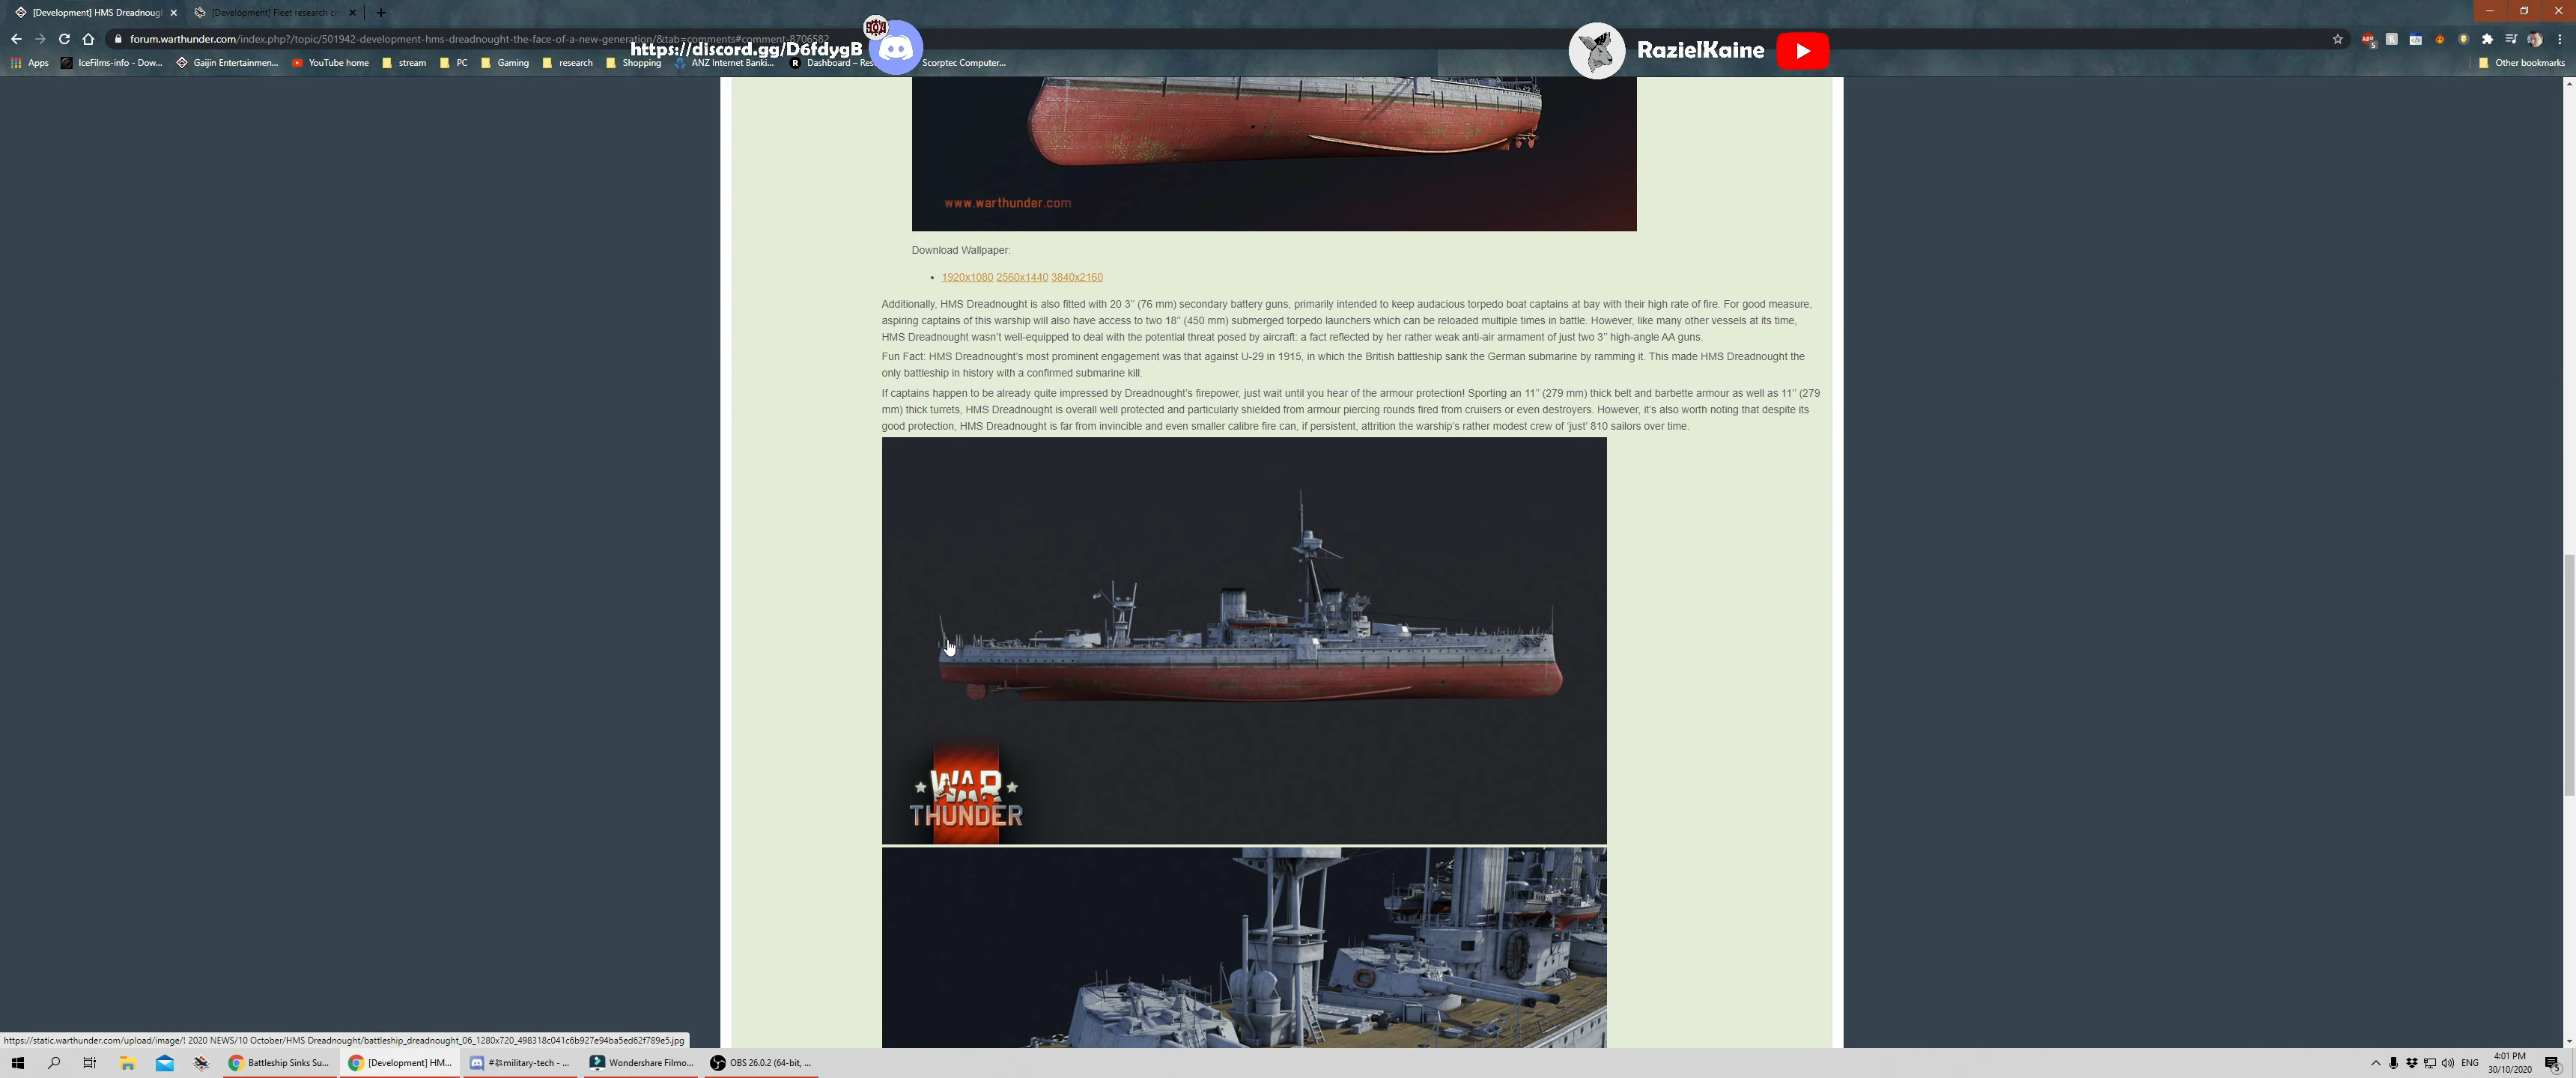 [Development] HMS Dreadnough
[Development] Fleet research ch
forum.warthunder.com/index.php?/topic/501942-development-hms-dreadnought-the-face-of-a-new-generation/&tab=comments#comment-8706582
https://discord.gg/D6fdygB
RazielKaine
Apps
IceFilms-info - Dow...
Gaijin Entertainmen...
YouTube home
stream
PC
Gaming
research
Shopping
ANZ Internet Banki...
Dashboard – Res
Scorptec Computer...
Other bookmarks
www.warthunder.com
Download Wallpaper:
• 1920x1080 2560x1440 3840x2160
Additionally, HMS Dreadnought is also fitted with 20 3’’ (76 mm) secondary battery guns, primarily intended to keep audacious torpedo boat captains at bay with their high rate of fire. For good measure,
aspiring captains of this warship will also have access to two 18’’ (450 mm) submerged torpedo launchers which can be reloaded multiple times in battle. However, like many other vessels at its time,
HMS Dreadnought wasn’t well-equipped to deal with the potential threat posed by aircraft: a fact reflected by her rather weak anti-air armament of just two 3’’ high-angle AA guns.
Fun Fact: HMS Dreadnought’s most prominent engagement was that against U-29 in 1915, in which the British battleship sank the German submarine by ramming it. This made HMS Dreadnought the
only battleship in history with a confirmed submarine kill.
If captains happen to be already quite impressed by Dreadnought’s firepower, just wait until you hear of the armour protection! Sporting an 11’’ (279 mm) thick belt and barbette armour as well as 11’’ (279
mm) thick turrets, HMS Dreadnought is overall well protected and particularly shielded from armour piercing rounds fired from cruisers or even destroyers. However, it’s also worth noting that despite its
good protection, HMS Dreadnought is far from invincible and even smaller calibre fire can, if persistent, attrition the warship’s rather modest crew of ‘just’ 810 sailors over time.
WAR
THUNDER
https://static.warthunder.com/upload/image/! 2020 NEWS/10 October/HMS Dreadnought/battleship_dreadnought_06_1280x720_498318c041c6b927e94ba5ed62f789e5.jpg
Battleship Sinks Su...
[Development] HM...
military-tech - ...
Wondershare Filmo...
OBS 26.0.2 (64-bit, ...
ENG
4:01 PM
30/10/2020